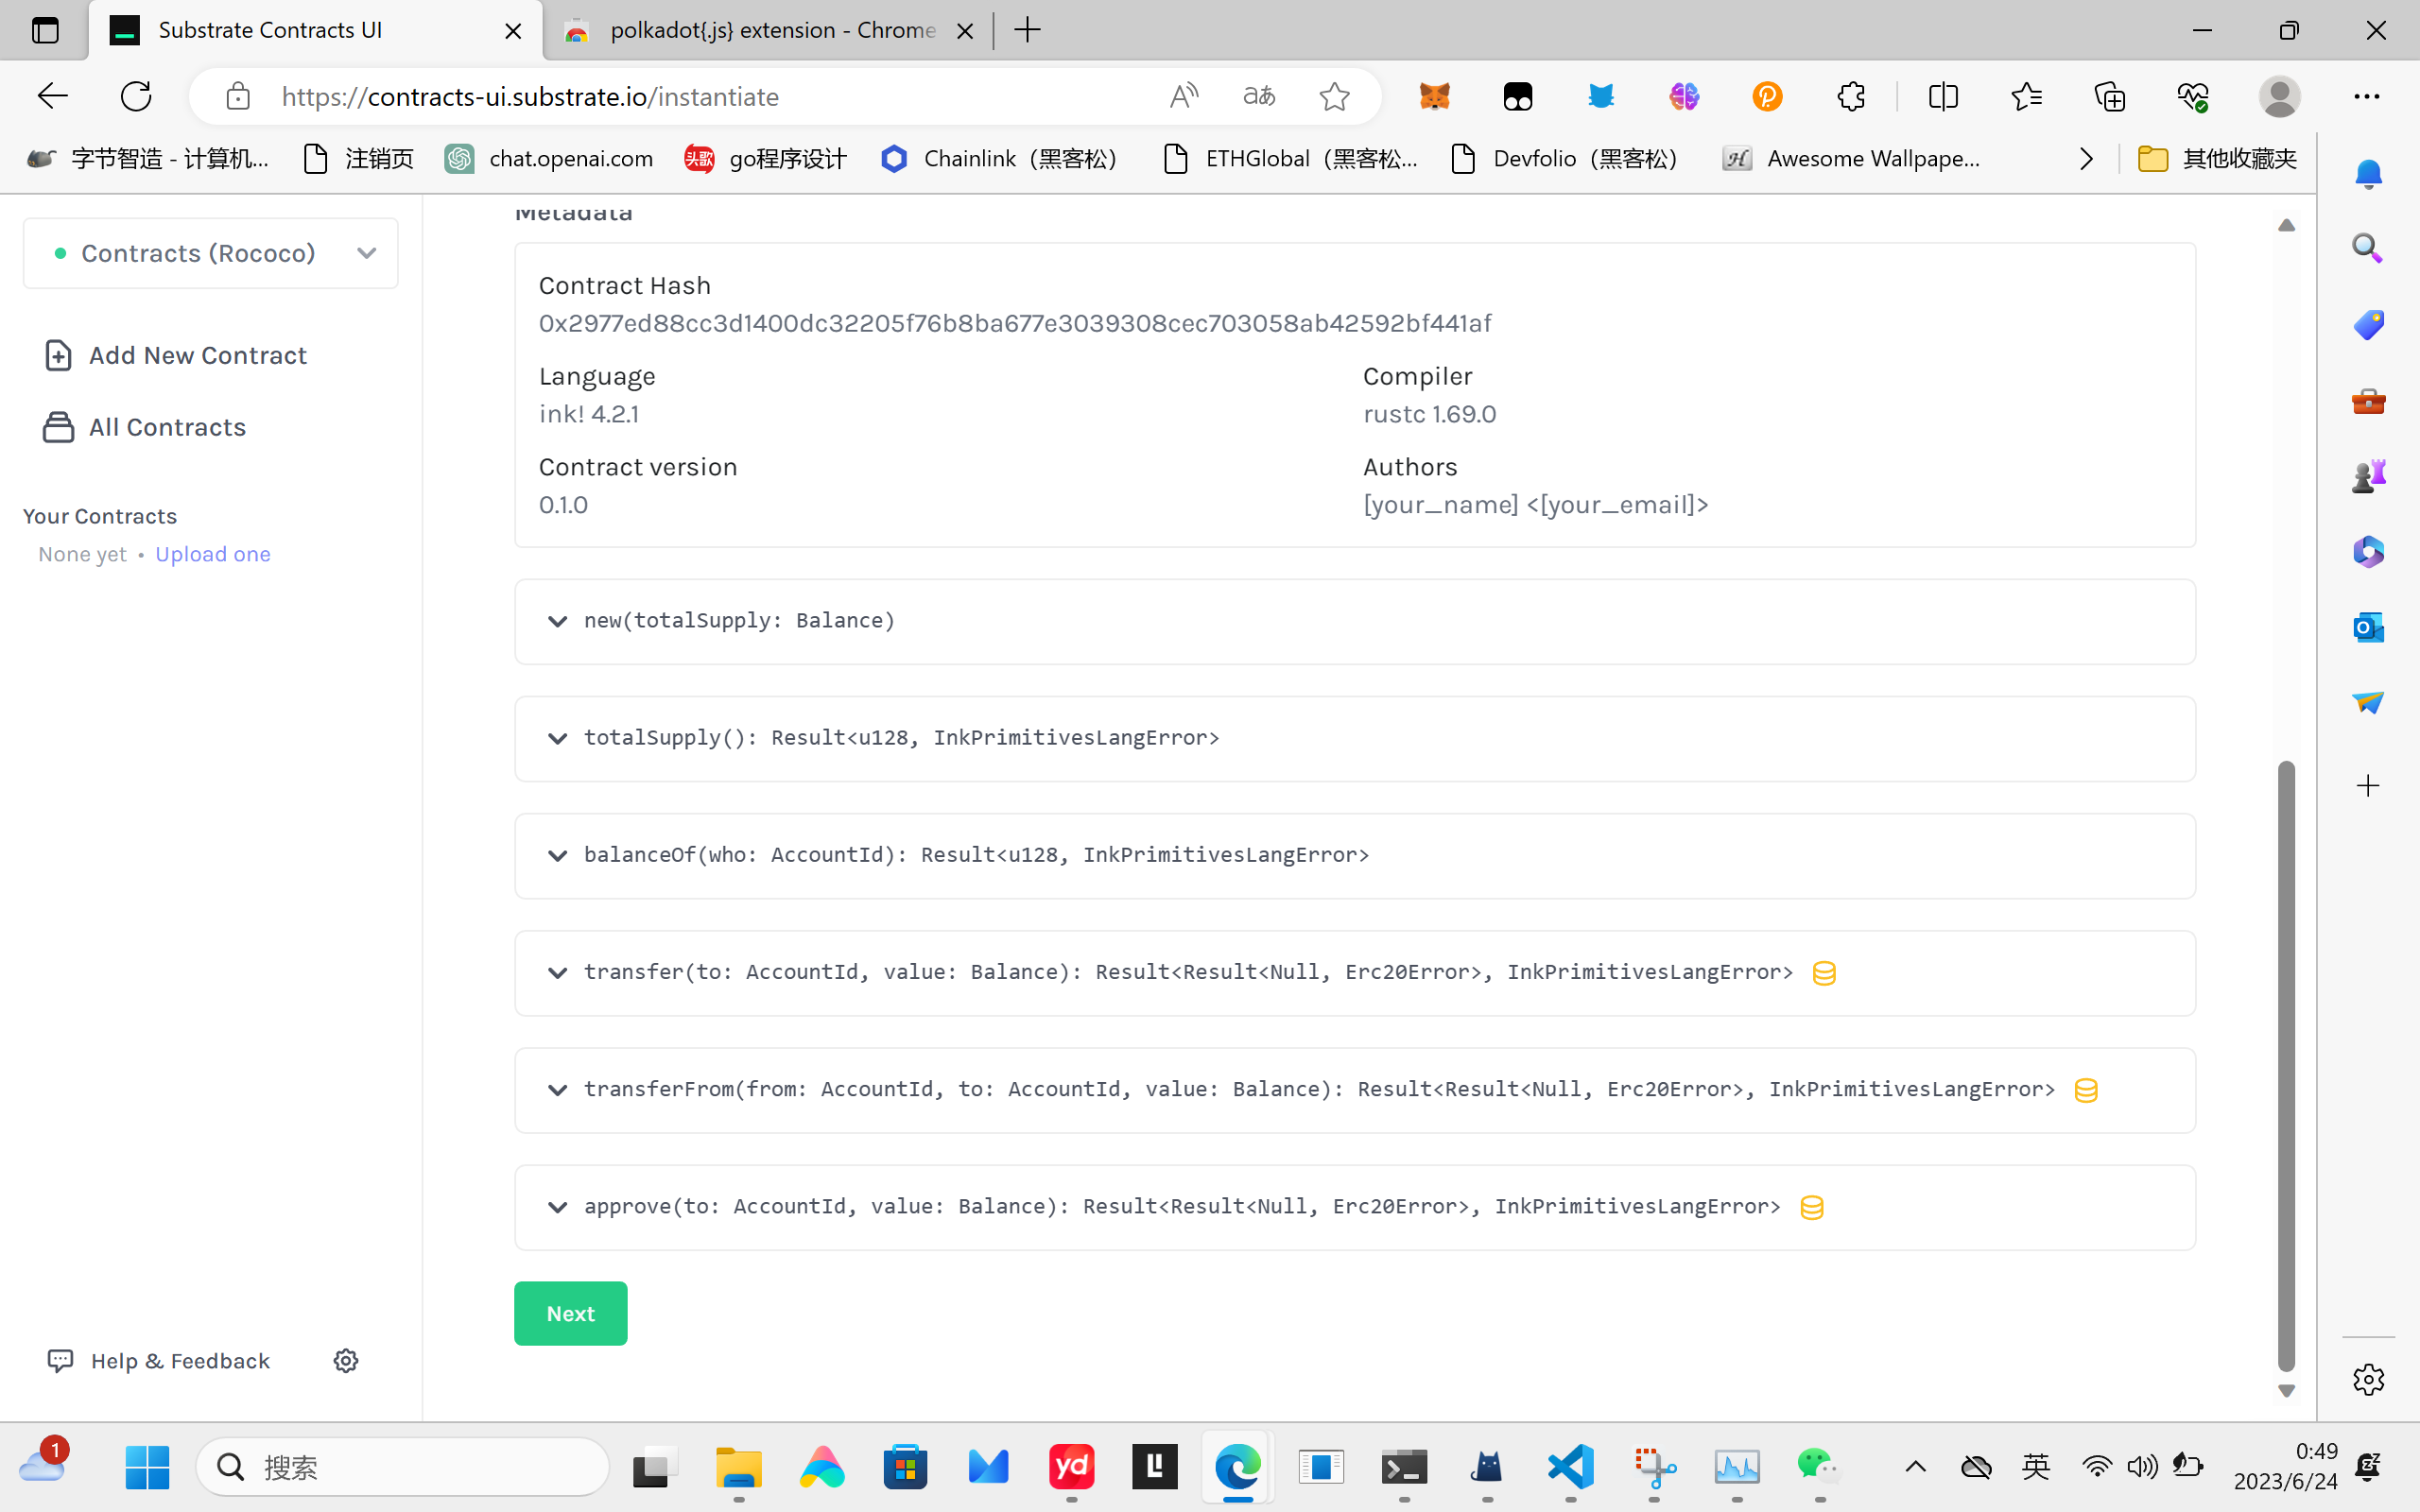 Substrate Contracts UI
polkadot{.js} extension - Chrome
https://contracts-ui.substrate.io/instantiate
字节智造 - 计算机...
注销页
chat.openai.com
头歌
go程序设计
Chainlink（黑客松）
ETHGlobal（黑客松...
Devfolio（黑客松）
Awesome Wallpape...
其他收藏夹
Contracts (Rococo)
Add New Contract
All Contracts
Your Contracts
None yet • Upload one
Help & Feedback
Metadata
Contract Hash
0x2977ed88cc3d1400dc32205f76b8ba677e3039308cec703058ab42592bf441af
Language
ink! 4.2.1
Compiler
rustc 1.69.0
Contract version
0.1.0
Authors
[your_name] <[your_email]>
new(totalSupply: Balance)
totalSupply(): Result<u128, InkPrimitivesLangError>
balanceOf(who: AccountId): Result<u128, InkPrimitivesLangError>
transfer(to: AccountId, value: Balance): Result<Result<Null, Erc20Error>, InkPrimitivesLangError>
transferFrom(from: AccountId, to: AccountId, value: Balance): Result<Result<Null, Erc20Error>, InkPrimitivesLangError>
approve(to: AccountId, value: Balance): Result<Result<Null, Erc20Error>, InkPrimitivesLangError>
Next
1
搜索
yd
英
0:49
2023/6/24